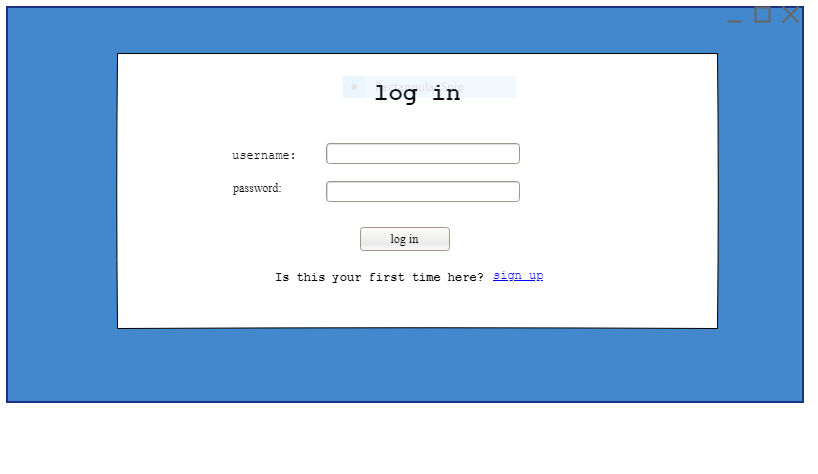 log in
username:
password:
log in
Is this your first time here? sign up